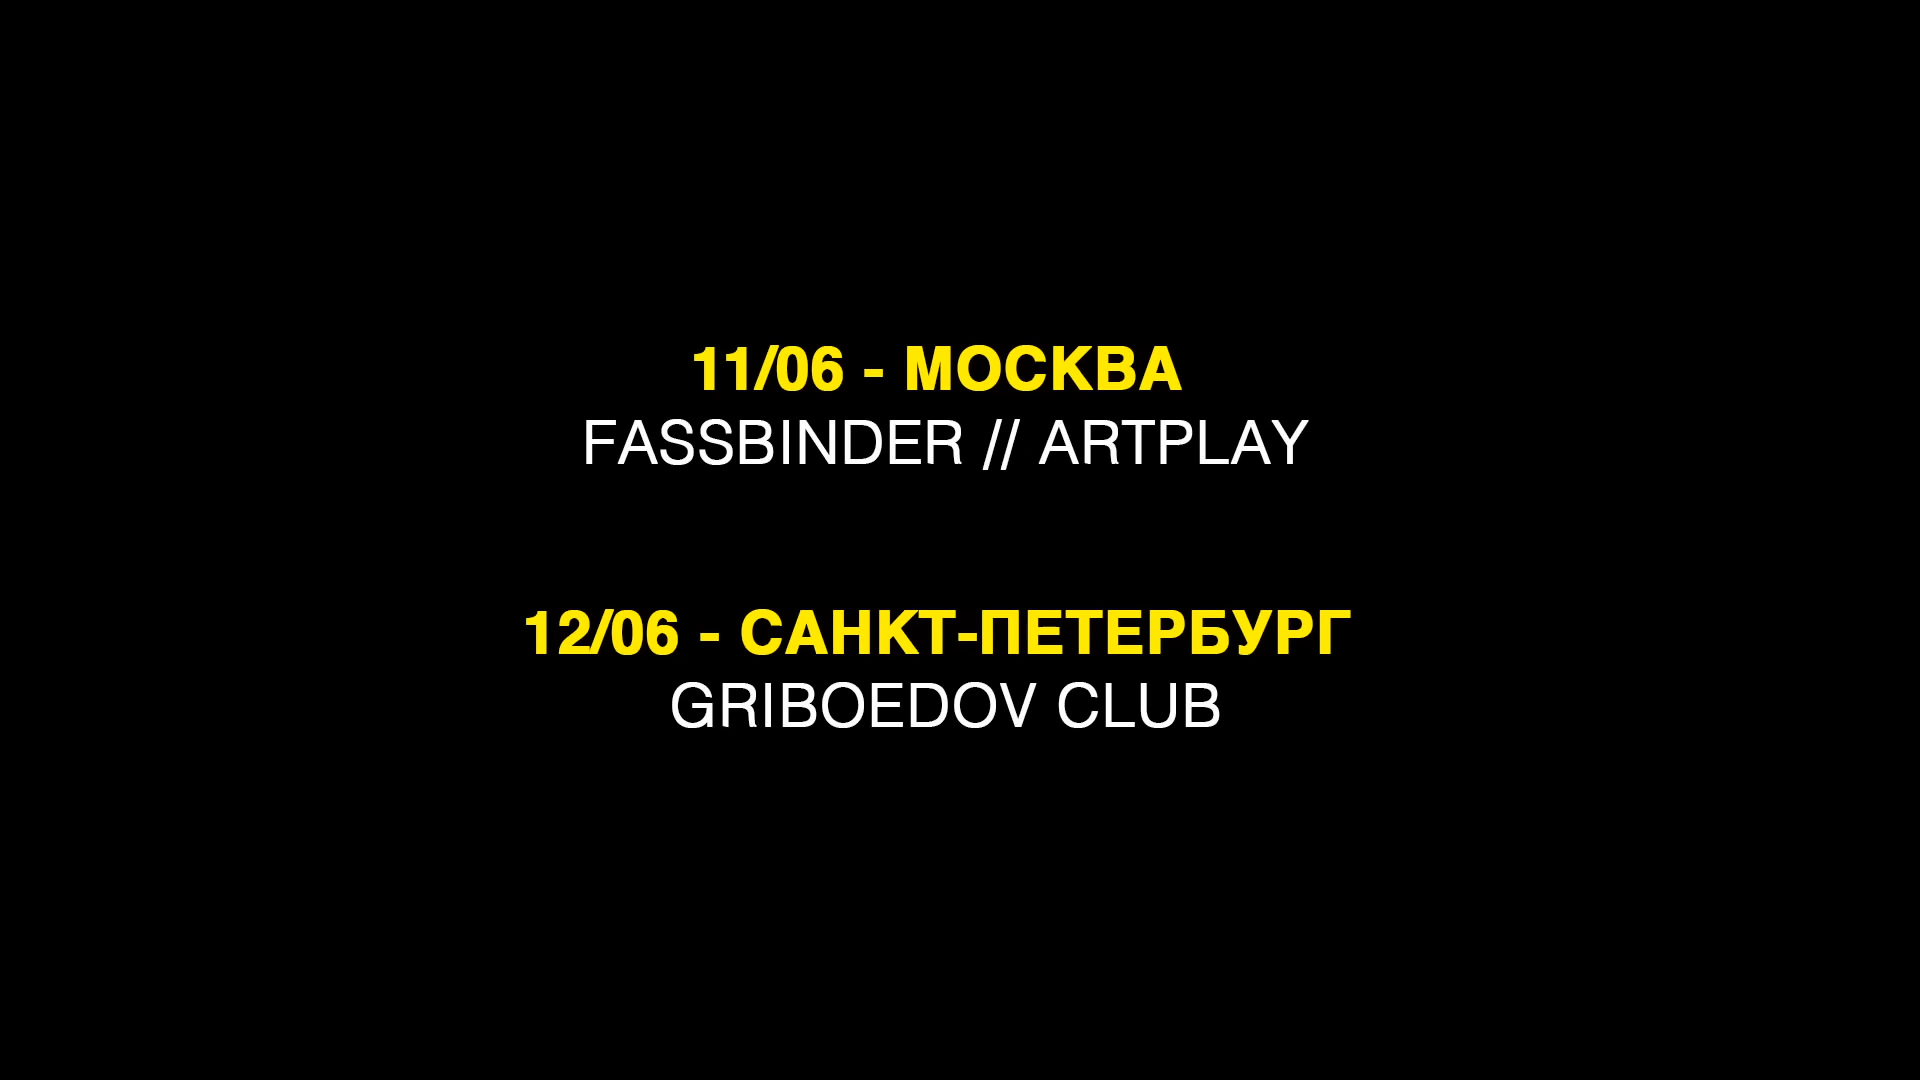 11/06 - МОСКВА
FASSBINDER // ARTPLAY
12/06 - САНКТ-ПЕТЕРБУРГ
GRIBOEDOV CLUB